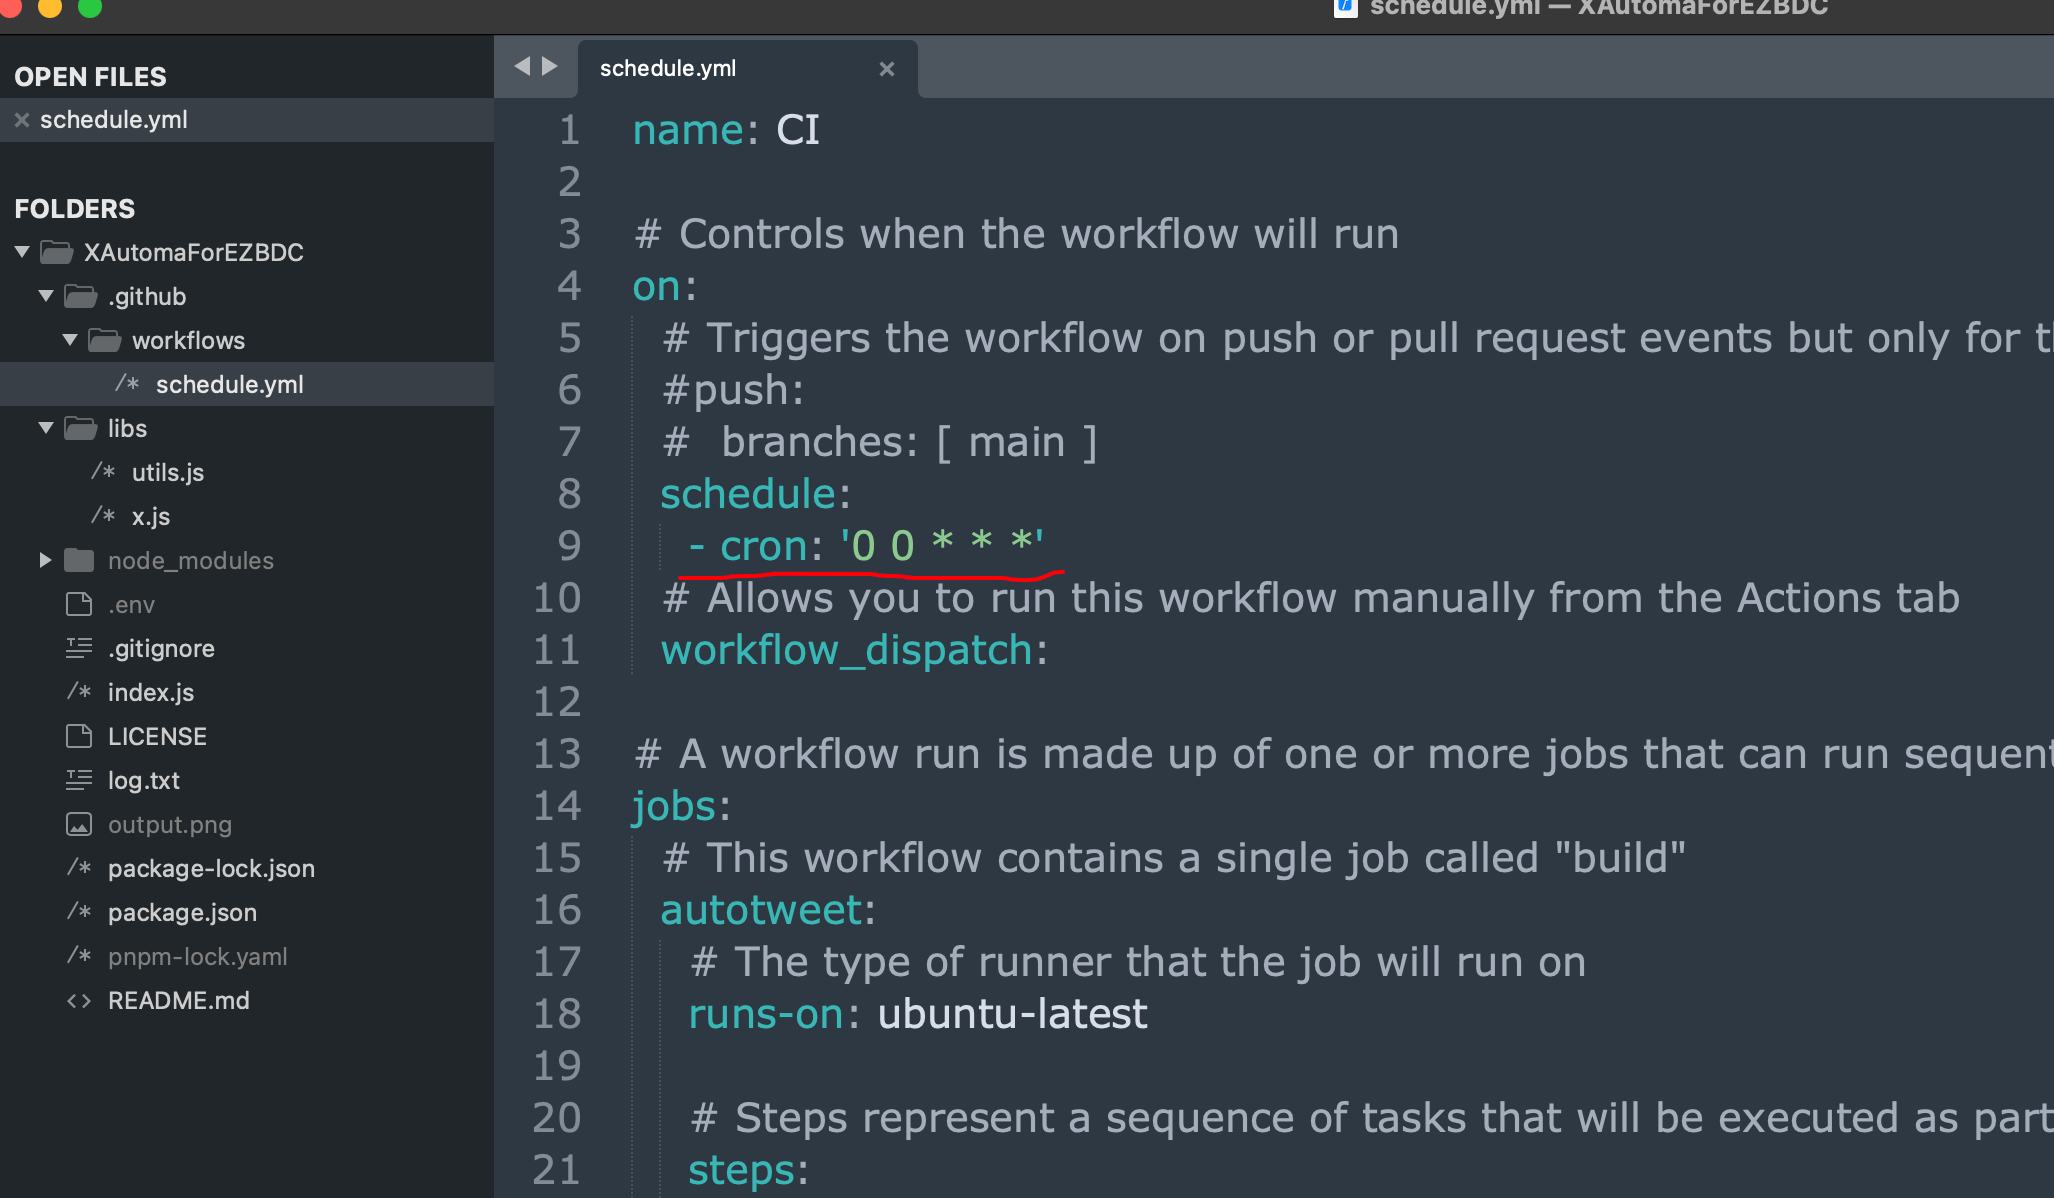 schedule.yml — XAutomaForEZBDC
OPEN FILES
schedule.yml
FOLDERS
XAutomaForEZBDC
.github
workflows
/* schedule.yml
libs
/* utils.js
/* x.js
node_modules
.env
.gitignore
/* index.js
LICENSE
log.txt
output.png
/* package-lock.json
/* package.json
/* pnpm-lock.yaml
<> README.md
schedule.yml
1 name: CI
2
3 # Controls when the workflow will run
4 on:
5 # Triggers the workflow on push or pull request events but only for
6 #push:
7 #  branches: [ main ]
8 schedule:
9 - cron: '0 0 * * *'
10 # Allows you to run this workflow manually from the Actions tab
11 workflow_dispatch:
12
13 # A workflow run is made up of one or more jobs that can run
14 jobs:
15 # This workflow contains a single job called "build"
16 autotweet:
17 # The type of runner that the job will run on
18 runs-on: ubuntu-latest
19
20 # Steps represent a sequence of tasks that will be executed as part
21 steps: